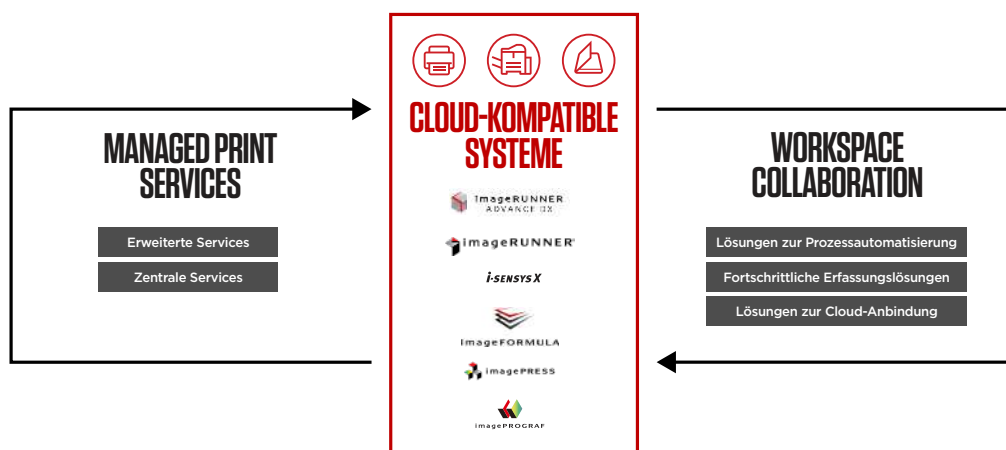 MANAGED PRINT
SERVICES
Erweiterte Services
Zentrale Services
CLOUD-KOMPATIBLE
SYSTEME
imageRUNNER
ADVANCE DX
imageRUNNER
i-SENSYS X
imageFORMULA
imagePRESS
imagePROGRAF
WORKSPACE
COLLABORATION
Lösungen zur Prozessautomatisierung
Fortschrittliche Erfassungslösungen
Lösungen zur Cloud-Anbindung